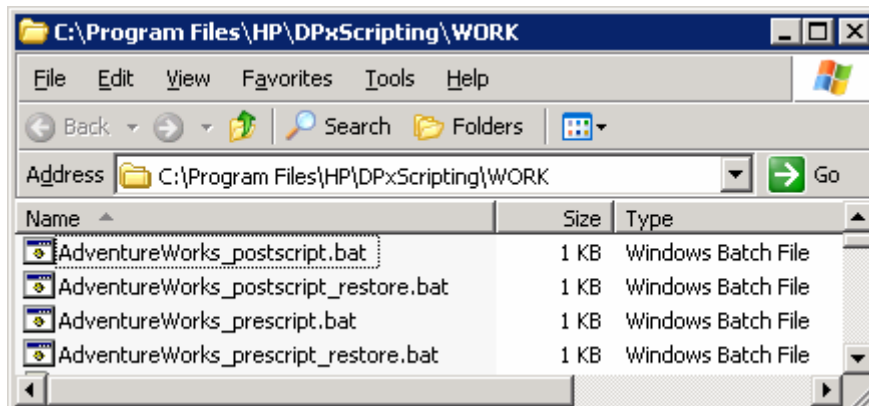 C:\Program Files\HP\DPxScripting\WORK
File Edit View Favorites Tools Help
Back Search Folders
Address C:\Program Files\HP\DPxScripting\WORK Go
Name Size Type
AdventureWorks_postscript.bat 1 KB Windows Batch File
AdventureWorks_postscript_restore.bat 1 KB Windows Batch File
AdventureWorks_prescript.bat 1 KB Windows Batch File
AdventureWorks_prescript_restore.bat 1 KB Windows Batch File